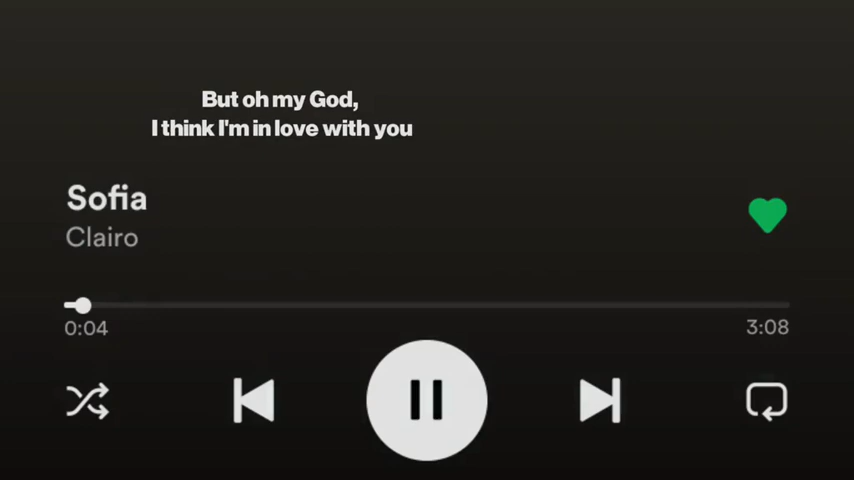 But oh my God,
I think I'm in love with you
Sofia
Clairo
0:04
3:08